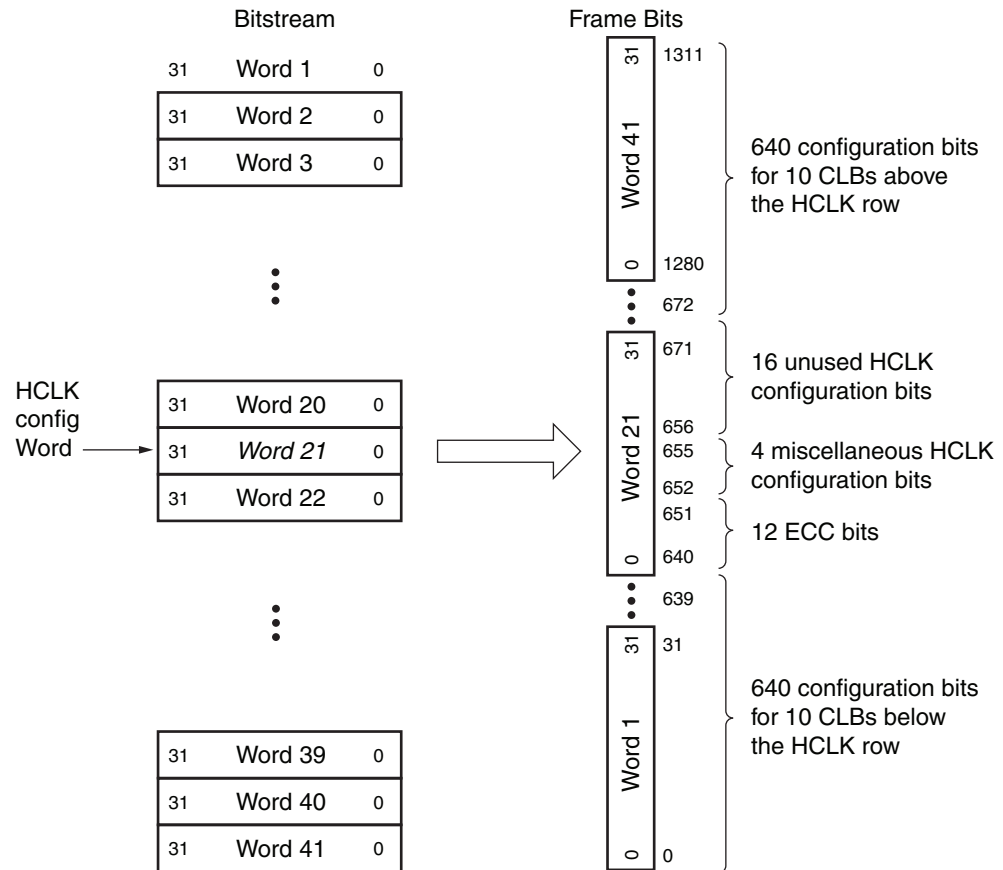 Bitstream
31 Word 1 0
31 Word 2 0
31 Word 3 0
HCLK
config
Word
31 Word 20 0
31 Word 21 0
31 Word 22 0
31 Word 39 0
31 Word 40 0
31 Word 41 0
Frame Bits
31 1311
Word 41
0 1280
672
640 configuration bits
for 10 CLBs above
the HCLK row
31 671
Word 21
656
655
652
651
0 640
16 unused HCLK
configuration bits
4 miscellaneous HCLK
configuration bits
12 ECC bits
639
31 31
Word 1
0 0
640 configuration bits
for 10 CLBs below
the HCLK row